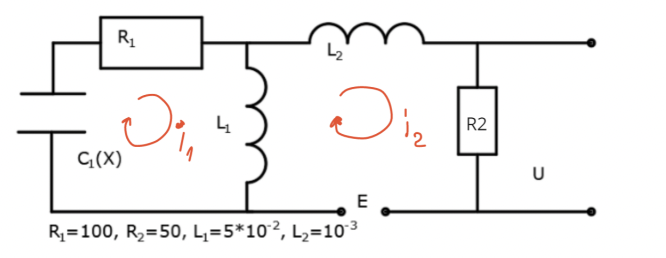 R₁
L₂
L₁
i₁
i₂
R2
C₁(X)
U
E
R₁=100, R₂=50, L₁=5*10⁻², L₂=10⁻³